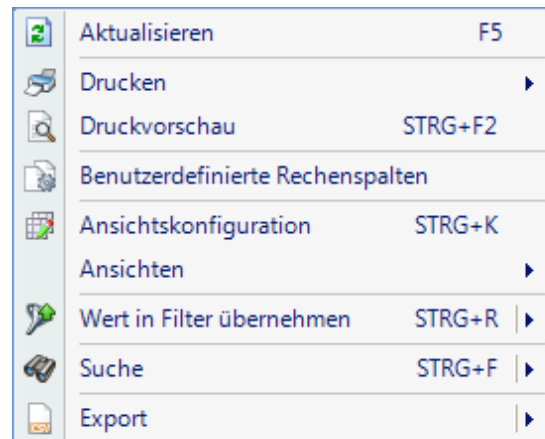 Aktualisieren F5
Drucken
Druckvorschau STRG+F2
Benutzerdefinierte Rechenspalten
Ansichtskonfiguration STRG+K
Ansichten
Wert in Filter übernehmen STRG+R
Suche STRG+F
Export